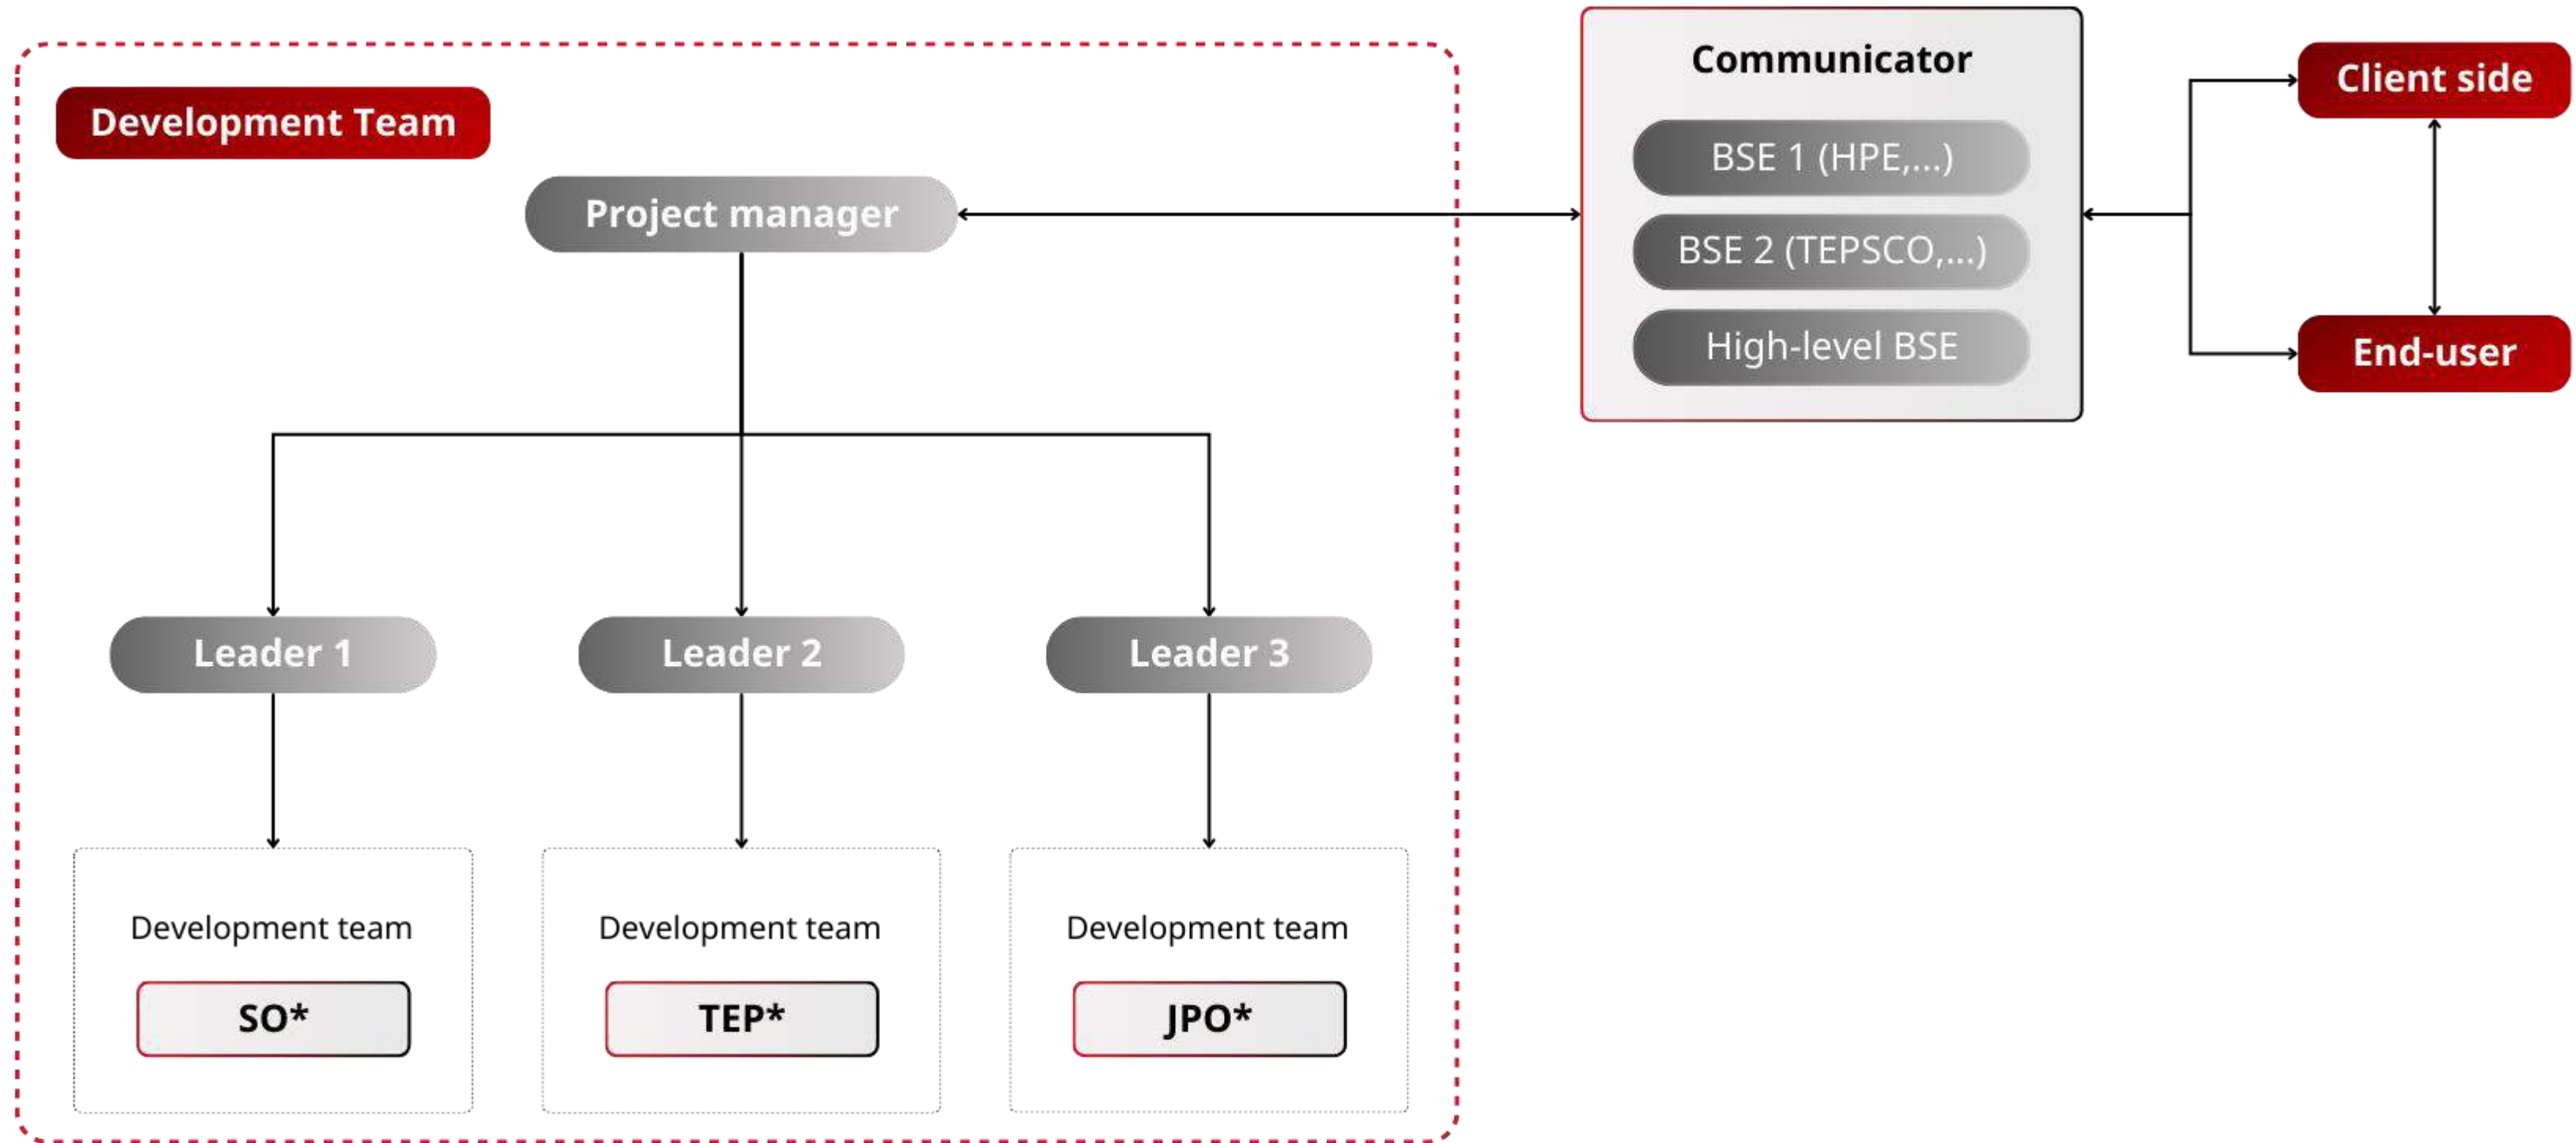 Development Team
Project manager
Leader 1
Leader 2
Leader 3
Development team
SO*
Development team
TEP*
Development team
JPO*
Communicator
BSE 1 (HPE,...)
BSE 2 (TEPSCO,...)
High-level BSE
Client side
End-user